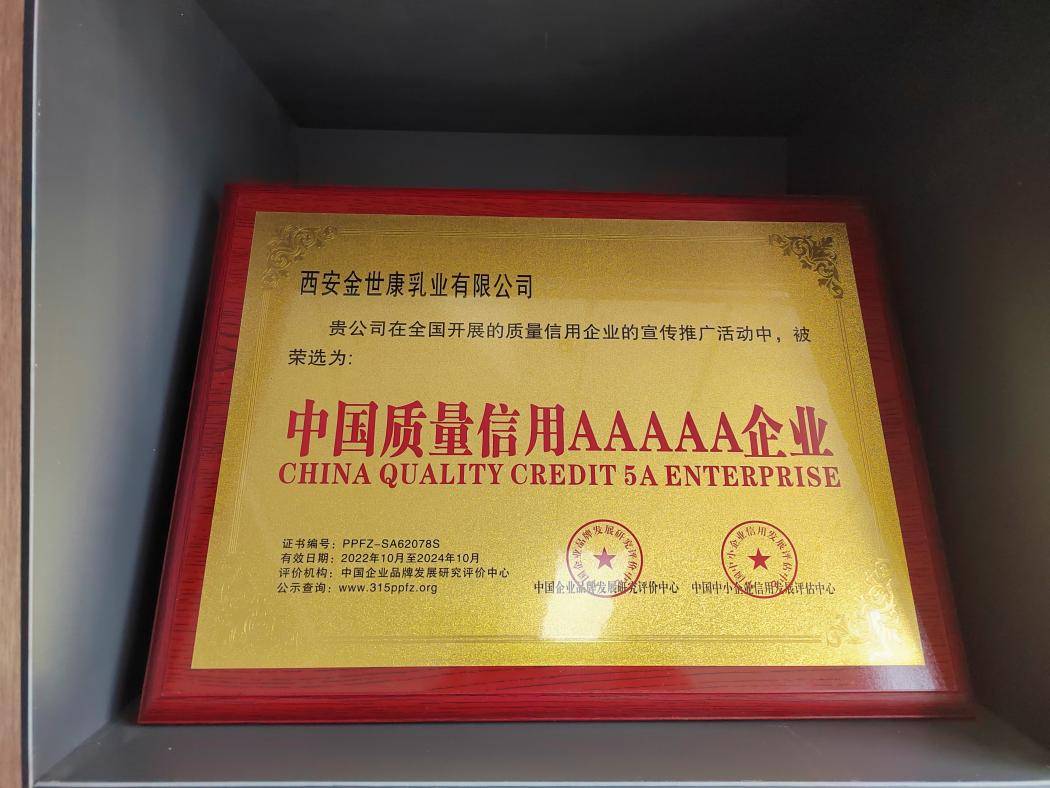 西安金世康乳业有限公司
贵公司在全国开展的质量信用企业的宣传推广活动中，被
荣选为：
中国质量信用AAAAA企业
CHINA QUALITY CREDIT 5A ENTERPRISE
证书编号：PPFZ-SA62078S
有效日期：2022年10月至2024年10月
评价机构：中国企业品牌发展研究评价中心
公示查询：www.315ppfz.org
中国企业品牌发展研究评价中心
中国中小企业信用发展评估中心